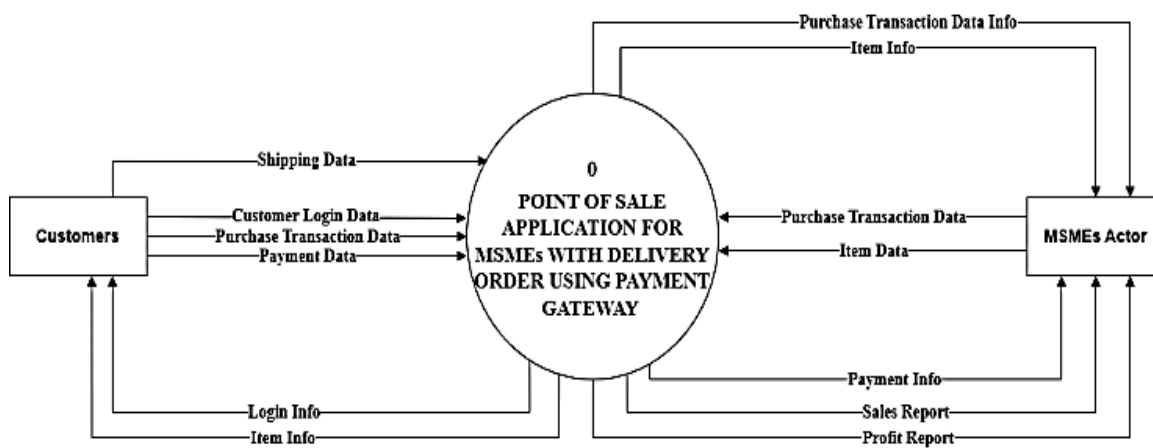 Purchase Transaction Data Info
Item Info
Shipping Data
0
POINT OF SALE
APPLICATION FOR
MSMEs WITH DELIVERY
ORDER USING PAYMENT
GATEWAY
Customers
Customer Login Data
Purchase Transaction Data
Payment Data
Purchase Transaction Data
Item Data
MSMEs Actor
Payment Info
Login Info
Sales Report
Item Info
Profit Report